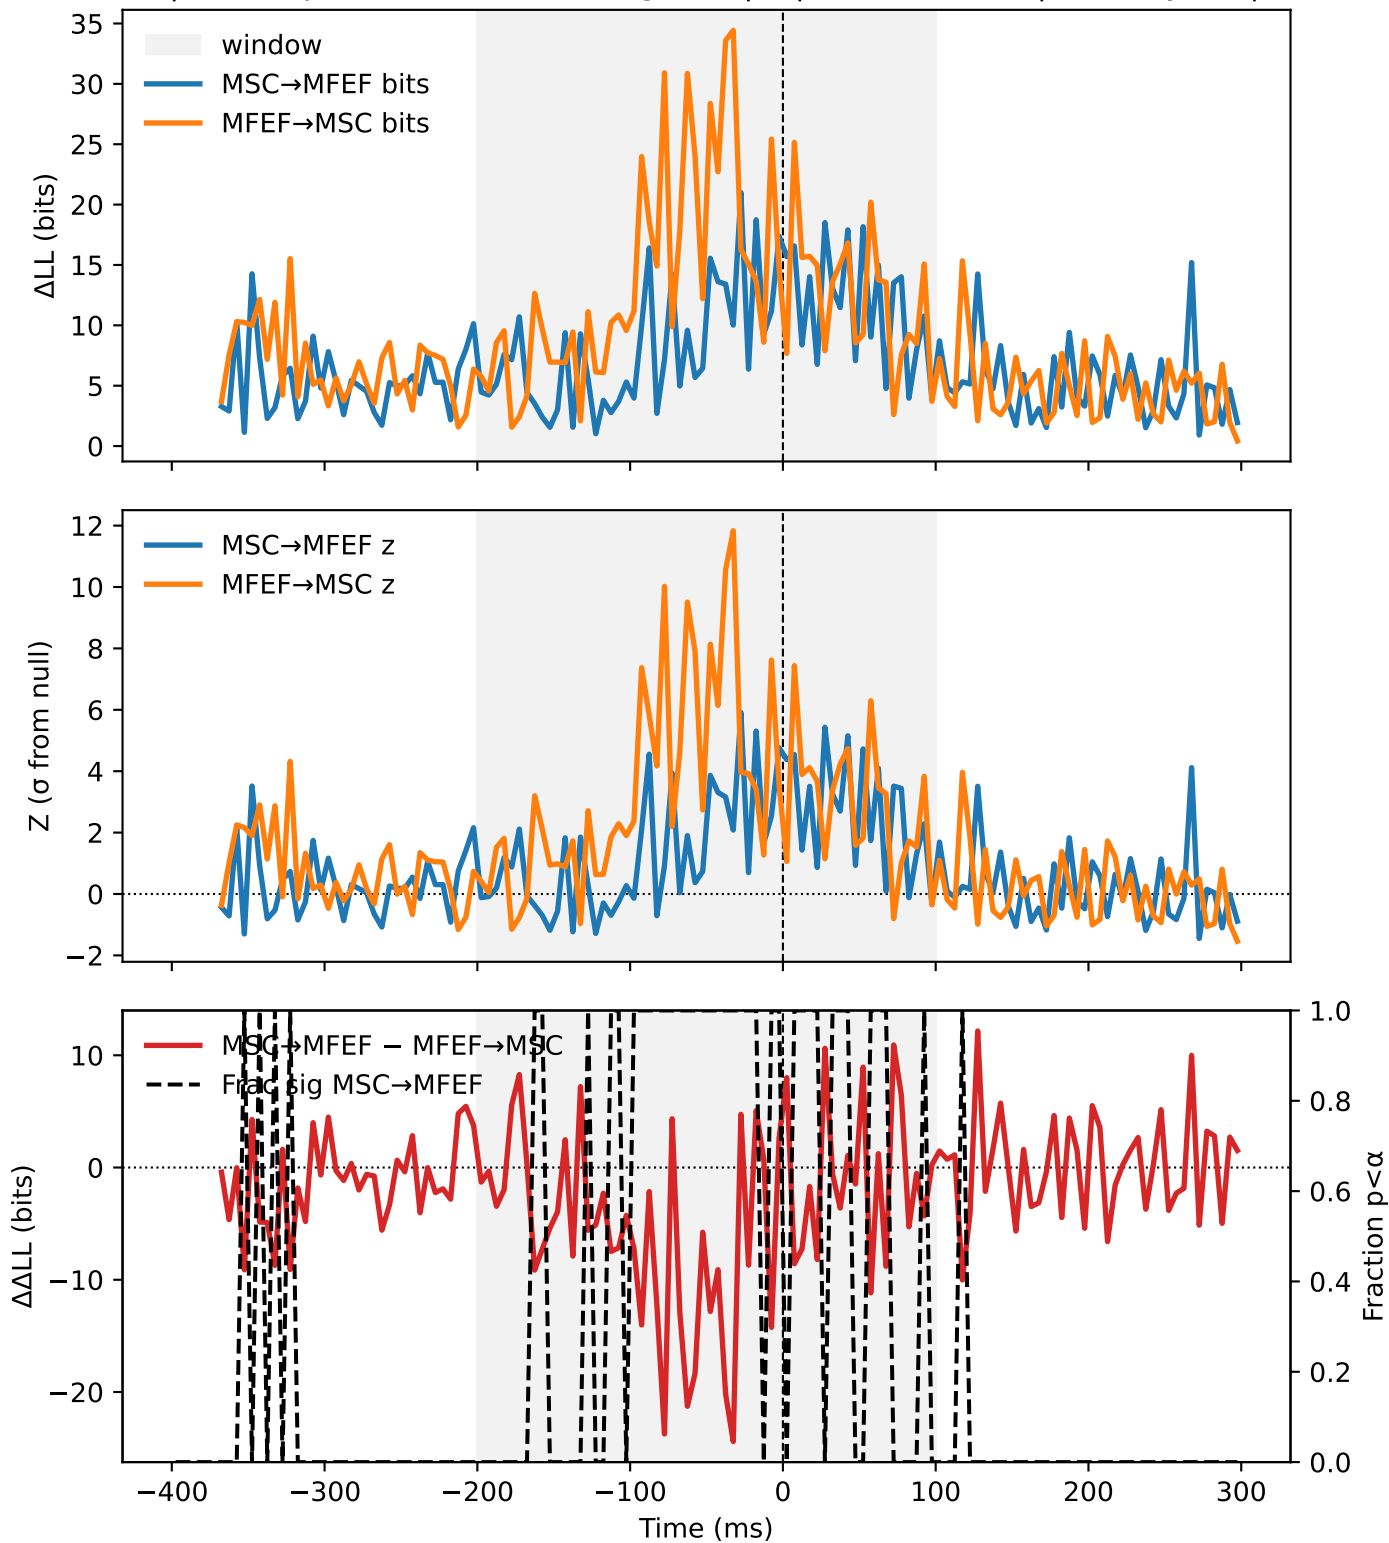 35
30
25
20
15
10
5
0
ΔLL (bits)
window
MSC→MFEF bits
MFEF→MSC bits
12
10
8
6
4
2
0
−2
Z (σ from null)
MSC→MFEF z
MFEF→MSC z
10
0
−10
−20
ΔΔLL (bits)
MSC→MFEF − MFEF→MSC
Frac sig MSC→MFEF
1.0
0.8
0.6
0.4
0.2
0.0
Fraction p<α
−400 −300 −200 −100 0 100 200 300
Time (ms)